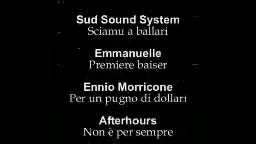 Sud Sound System
Sciamu a ballari
Emmanuelle
Premiere baiser
Ennio Morricone
Per un pugno di dollari
Afterhours
Non è per sempre